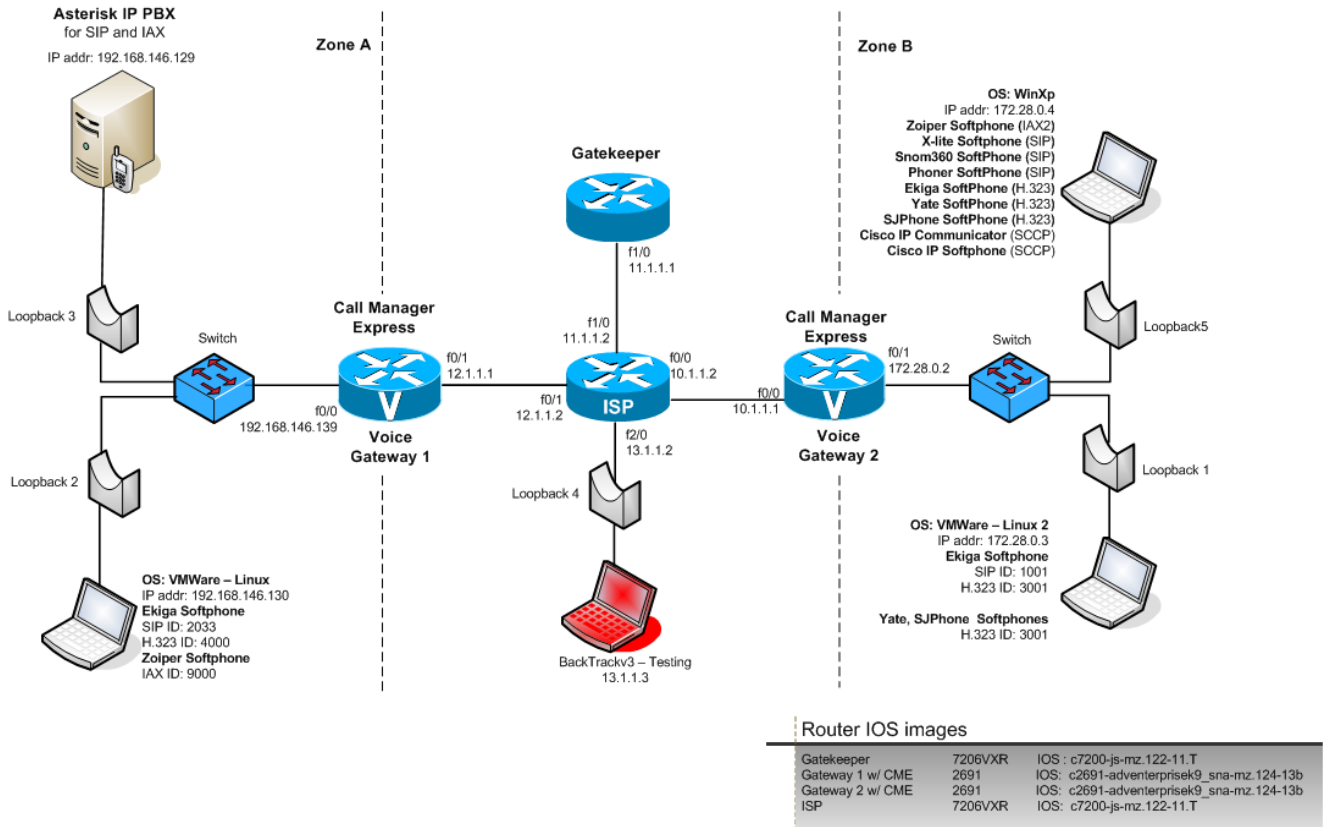 Asterisk IP PBX
for SIP and IAX
IP addr: 192.168.146.129
Zone A
Zone B
Loopback 3
Switch
Loopback 2
OS: VMWare – Linux
IP addr: 192.168.146.130
Ekiga Softphone
SIP ID: 2033
H.323 ID: 4000
Zoiper Softphone
IAX ID: 9000
Call Manager
Express
f0/1
12.1.1.1
f0/0
192.168.146.139
Voice
Gateway 1
Gatekeeper
f1/0
11.1.1.1
f1/0
11.1.1.2
f0/0
10.1.1.2
ISP
f0/1
12.1.1.2
f2/0
13.1.1.2
Loopback 4
BackTrackv3 – Testing
13.1.1.3
Call Manager
Express
f0/1
172.28.0.2
f0/0
10.1.1.1
Voice
Gateway 2
OS: WinXp
IP addr: 172.28.0.4
Zoiper Softphone (IAX2)
X-lite Softphone (SIP)
Snom360 SoftPhone (SIP)
Phoner SoftPhone (SIP)
Ekiga SoftPhone (H.323)
Yate SoftPhone (H.323)
SJPhone SoftPhone (H.323)
Cisco IP Communicator (SCCP)
Cisco IP Softphone (SCCP)
Loopback5
Switch
Loopback 1
OS: VMWare – Linux 2
IP addr: 172.28.0.3
Ekiga Softphone
SIP ID: 1001
H.323 ID: 3001
Yate, SJPhone Softphones
H.323 ID: 3001
Router IOS images
Gatekeeper 7206VXR IOS : c7200-js-mz.122-11.T
Gateway 1 w/ CME 2691 IOS: c2691-adventerprisek9_sna-mz.124-13b
Gateway 2 w/ CME 2691 IOS: c2691-adventerprisek9_sna-mz.124-13b
ISP 7206VXR IOS: c7200-js-mz.122-11.T